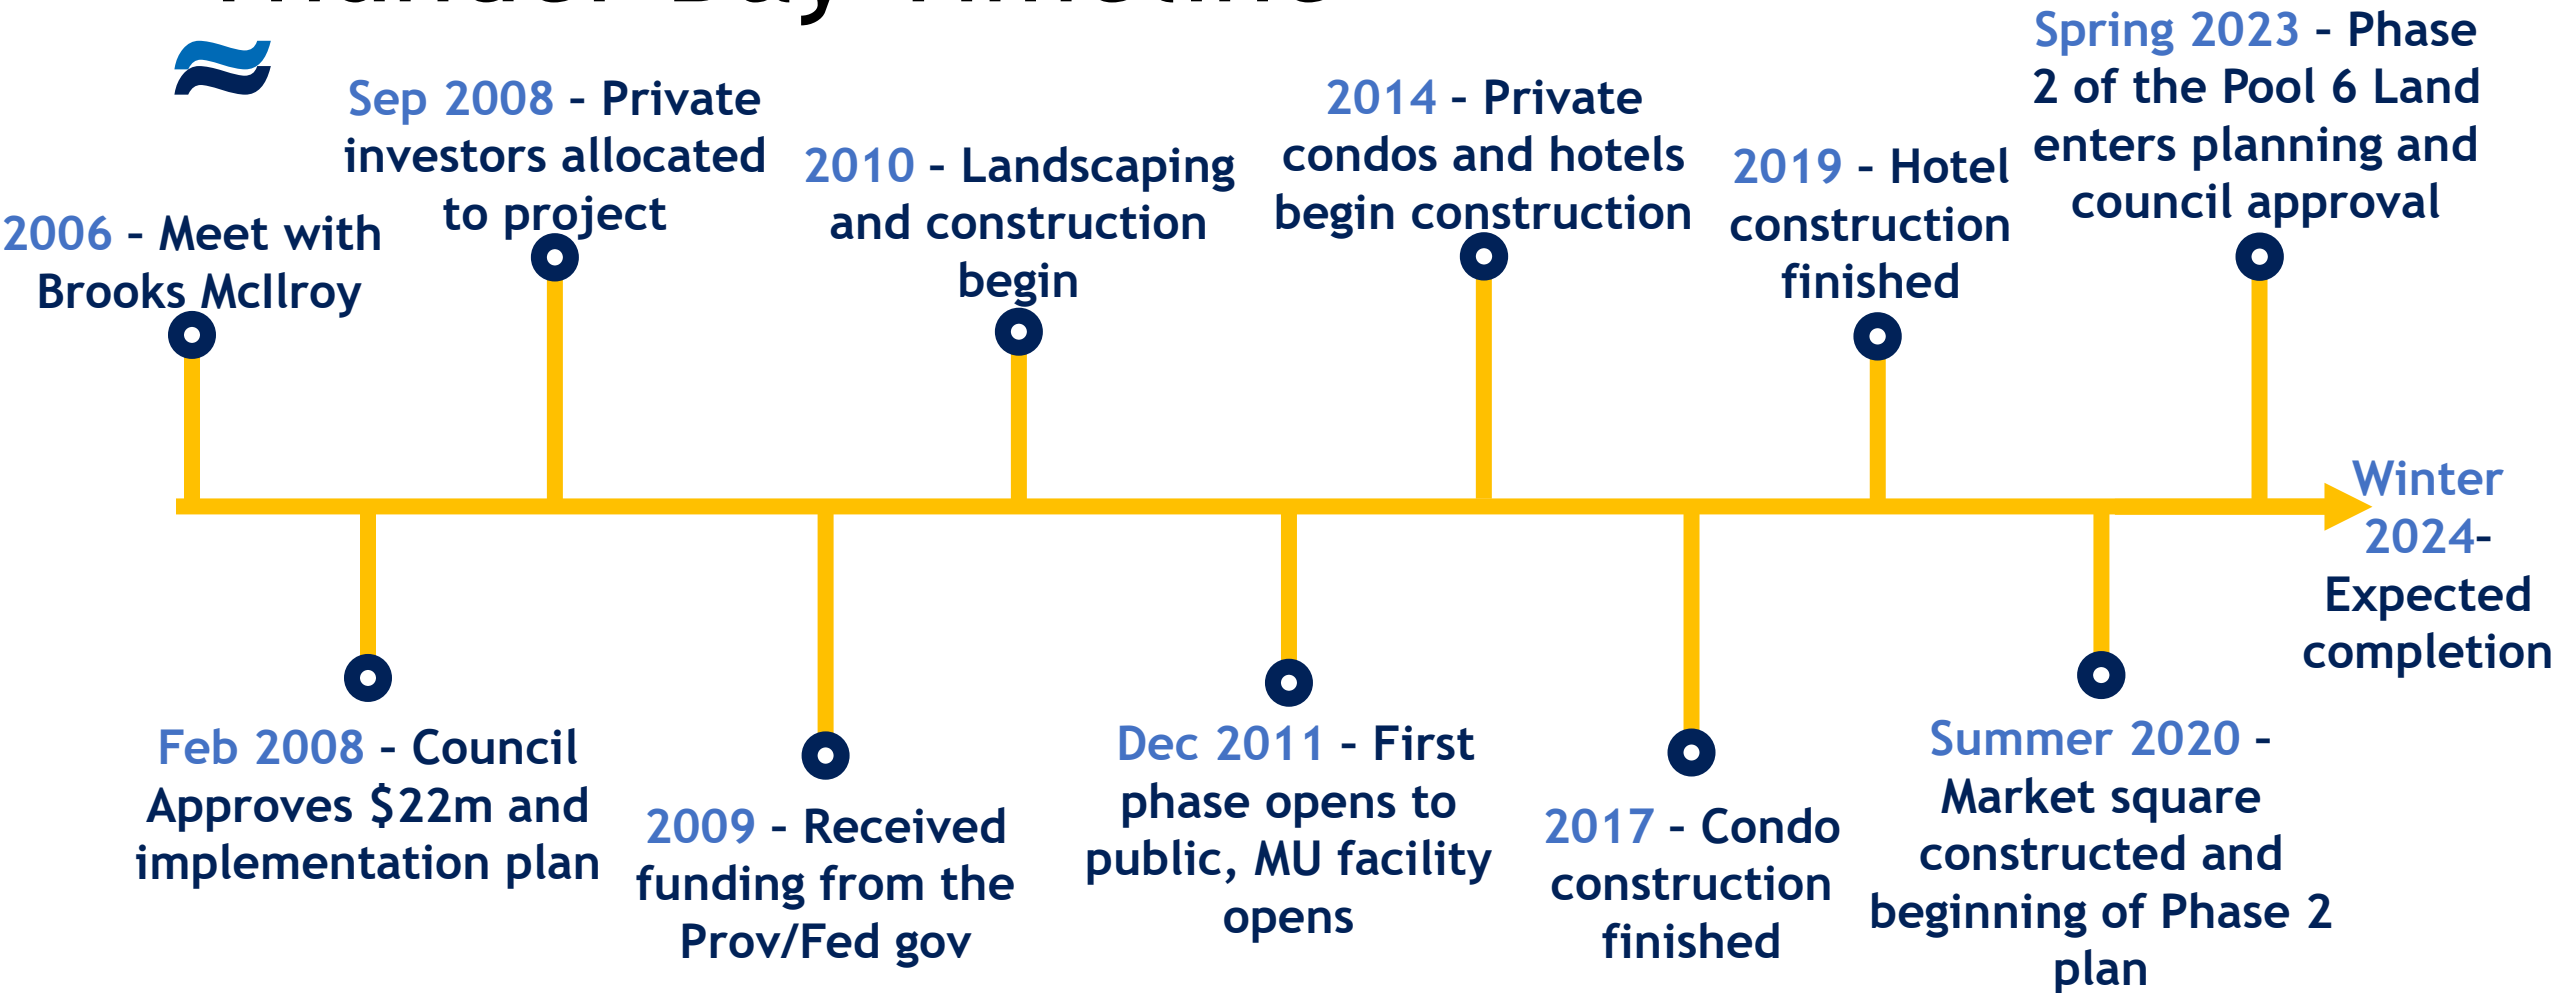 Thunder Bay Timeline
2006 – Meet with
Brooks McIlroy
Feb 2008 – Council
Approves $22m and
implementation plan
Sep 2008 – Private
investors allocated
to project
2009 – Received
funding from the
Prov/Fed gov
2010 – Landscaping
and construction
begin
Dec 2011 – First
phase opens to
public, MU facility
opens
2014 – Private
condos and hotels
begin construction
2017 – Condo
construction
finished
2019 – Hotel
construction
finished
Summer 2020 –
Market square
constructed and
beginning of Phase 2
plan
Spring 2023 – Phase
2 of the Pool 6 Land
enters planning and
council approval
Winter
2024–
Expected
completion